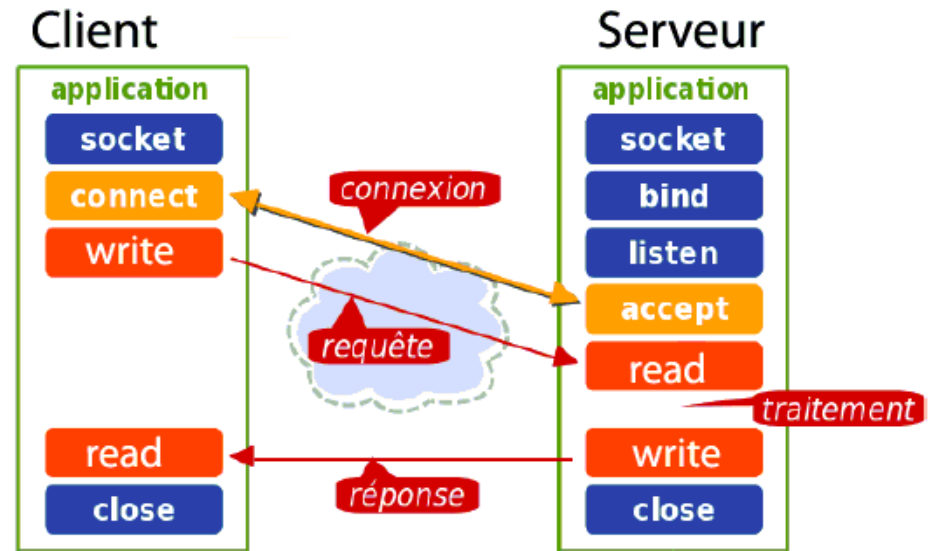 Client
Serveur
application
application
socket
connect
write
read
close
connexion
requête
réponse
socket
bind
listen
accept
read
traitement
write
close